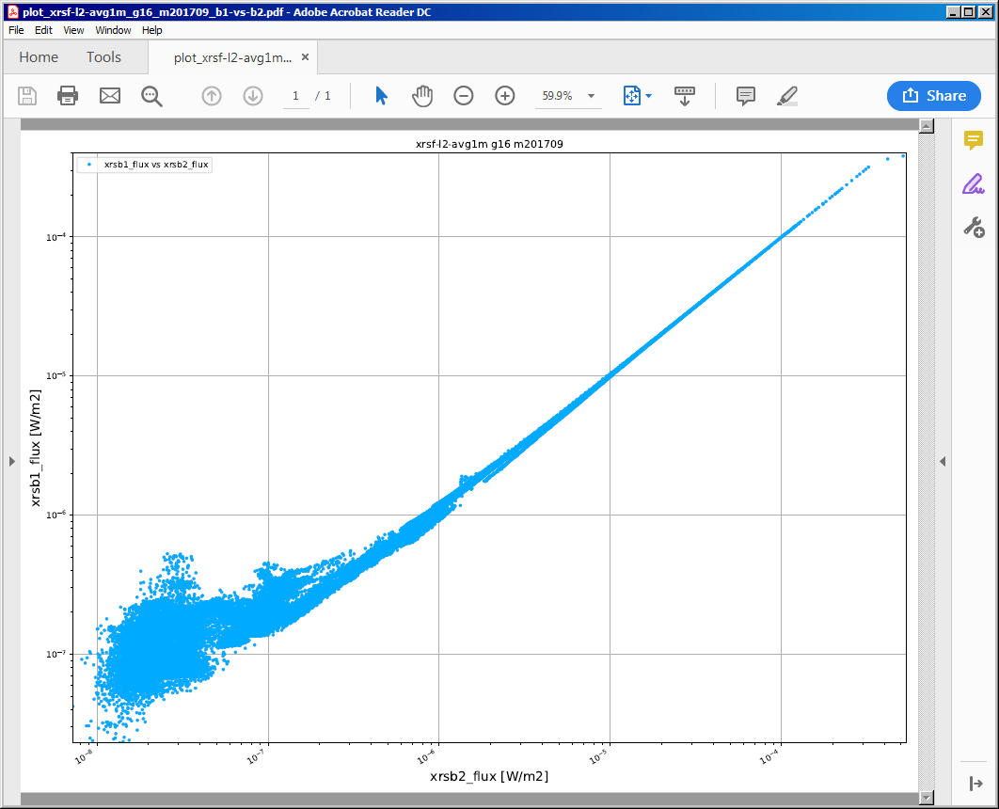 plot_xrsf-l2-avg1m_g16_m201709_b1-vs-b2.pdf - Adobe Acrobat Reader DC
File Edit View Window Help
Home Tools plot_xrsf-l2-avg1m... ×
1 / 1 59.9% Share
xrsf-l2-avg1m g16 m201709
xrsb1_flux vs xrsb2_flux
10⁻⁴
10⁻⁵
10⁻⁶
10⁻⁷
xrsb1_flux [W/m2]
10⁻⁸ 10⁻⁷ 10⁻⁶ 10⁻⁵ 10⁻⁴
xrsb2_flux [W/m2]